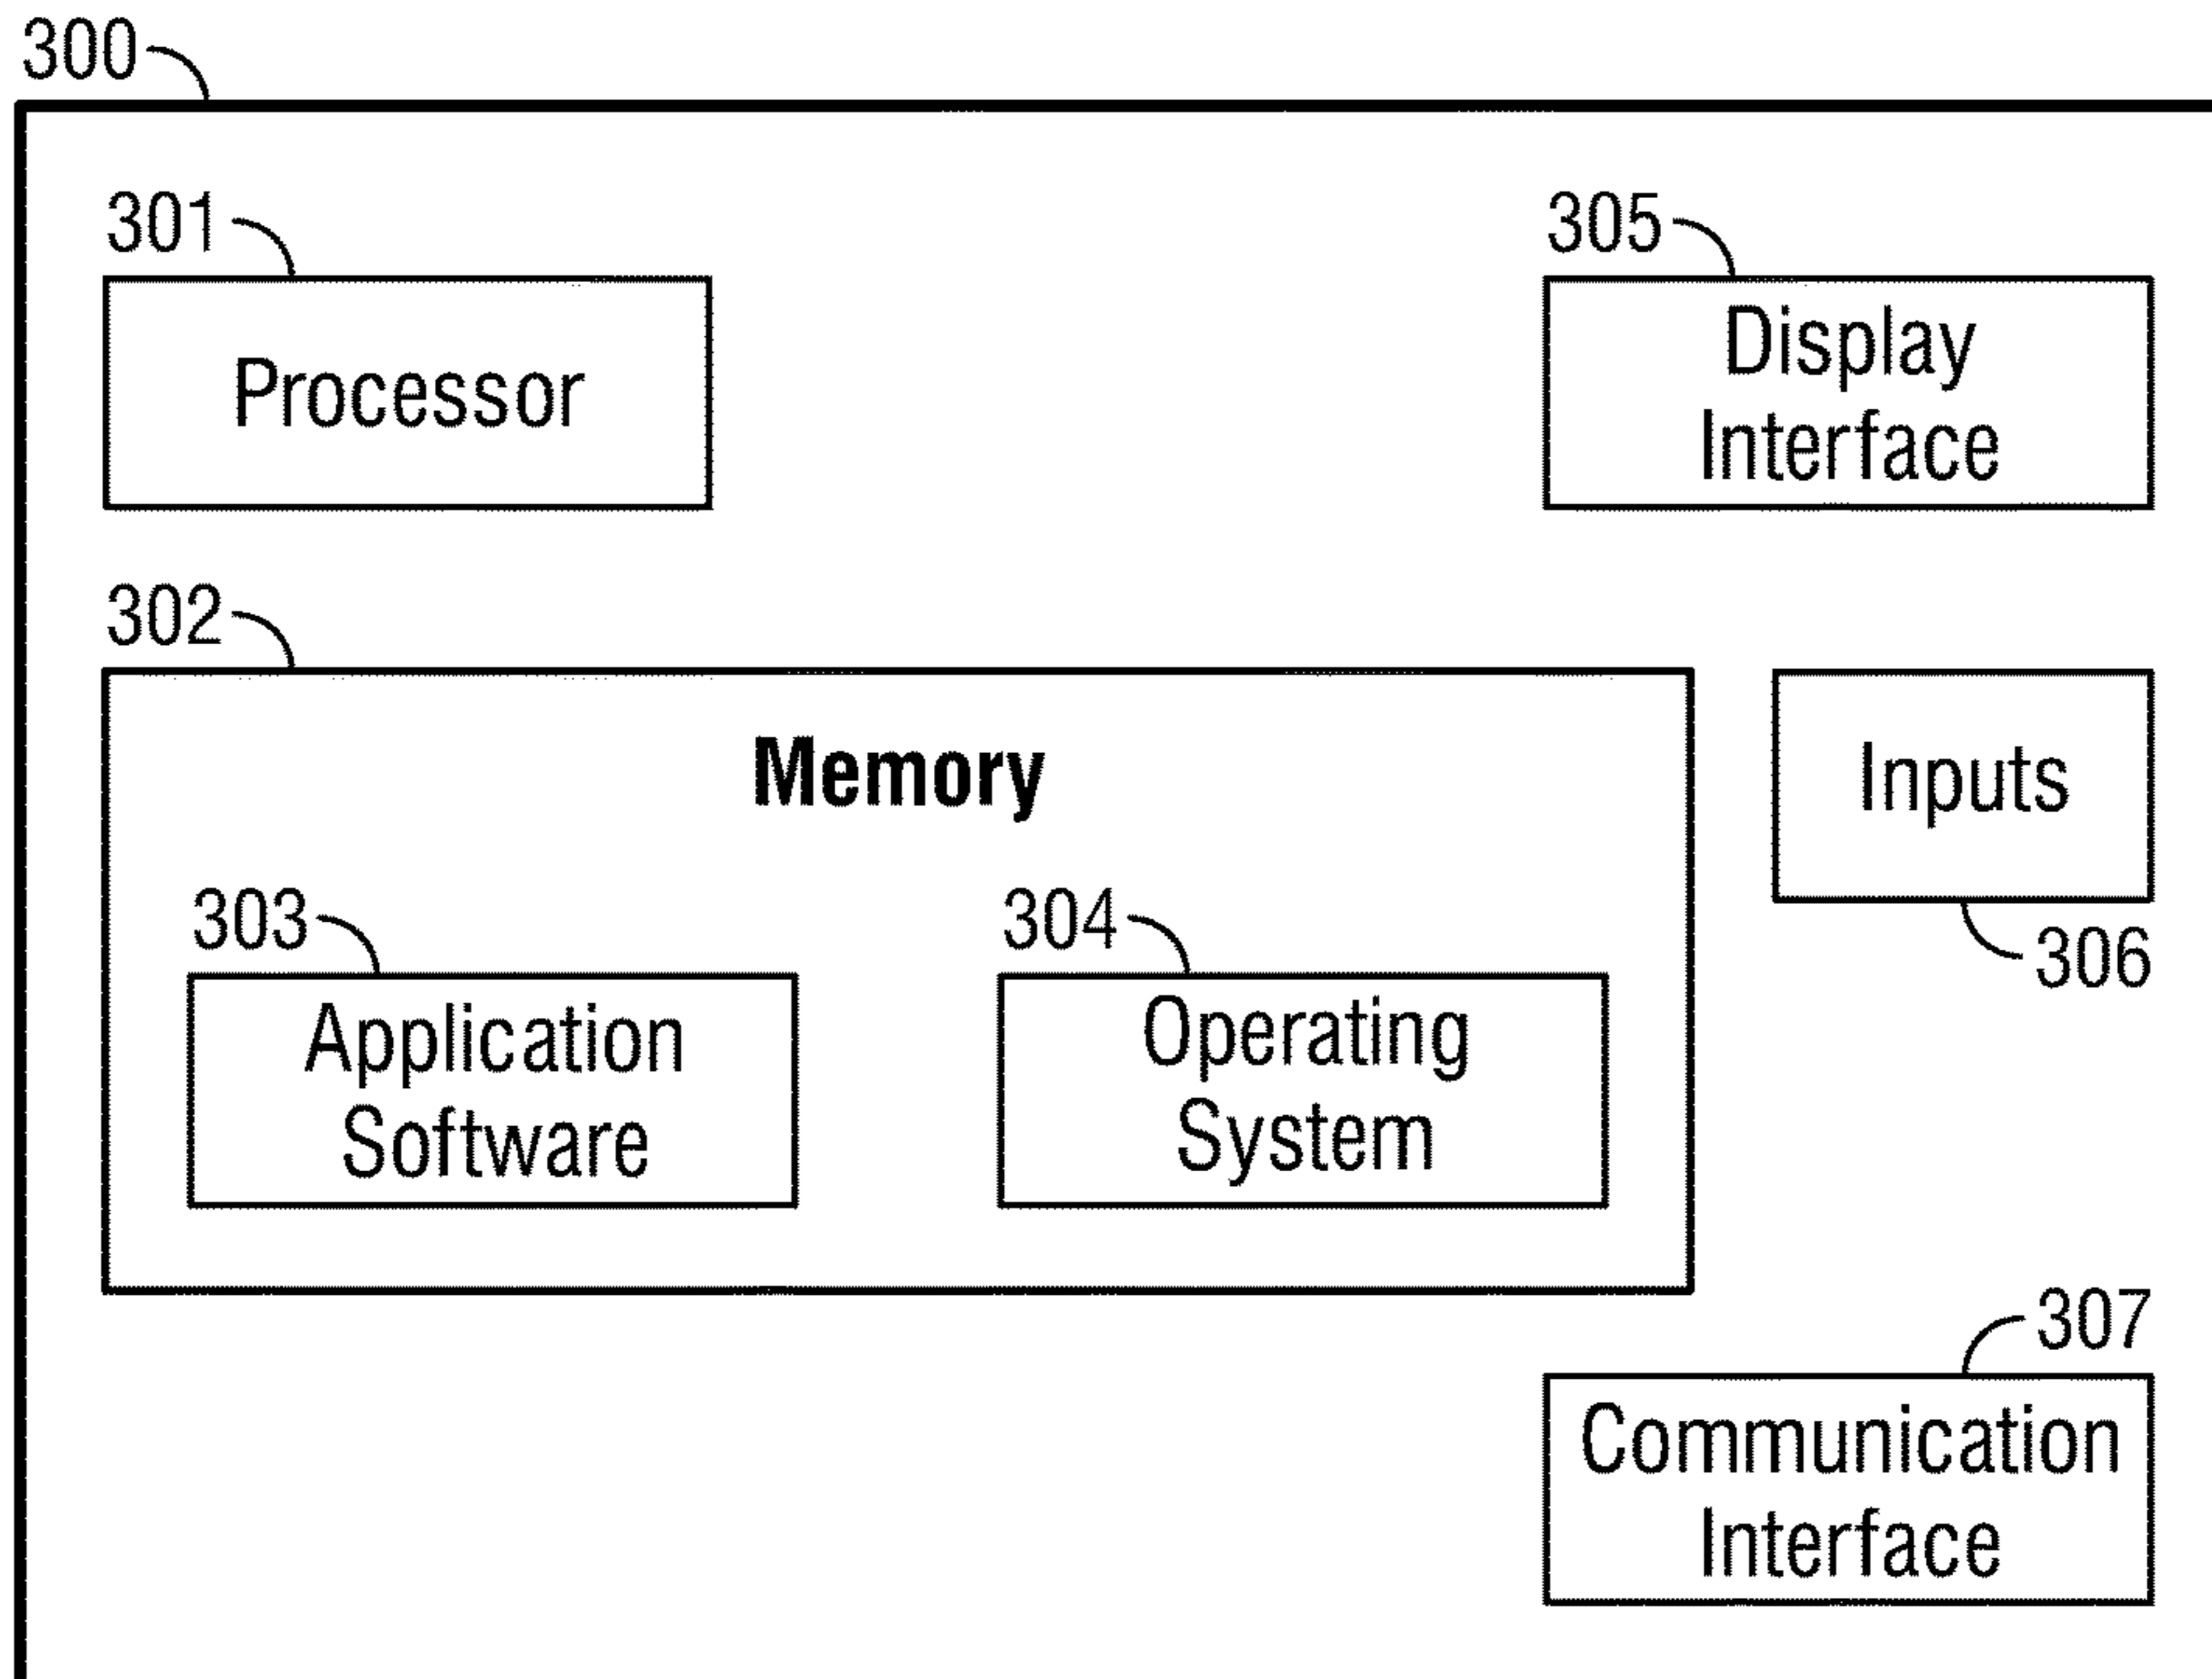 300
301
Processor
305
Display
Interface
302
Memory
303
Application
Software
304
Operating
System
Inputs
306
307
Communication
Interface